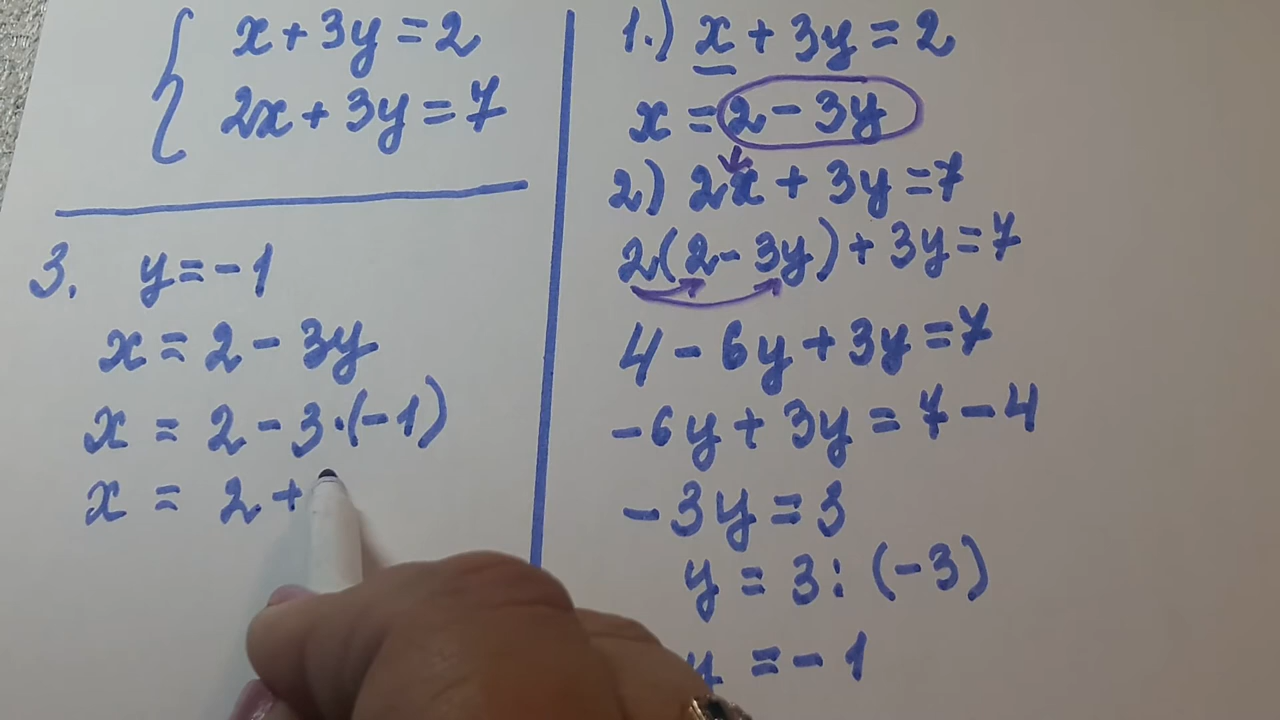 x + 3y = 2
2x + 3y = 7
3. y = -1
x = 2 - 3y
x = 2 - 3·(-1)
x = 2 +
1.) x + 3y = 2
x = 2 - 3y
2) 2x + 3y = 7
2(2 - 3y) + 3y = 7
4 - 6y + 3y = 7
-6y + 3y = 7 - 4
-3y = 3
y = 3 : (-3)
y = -1